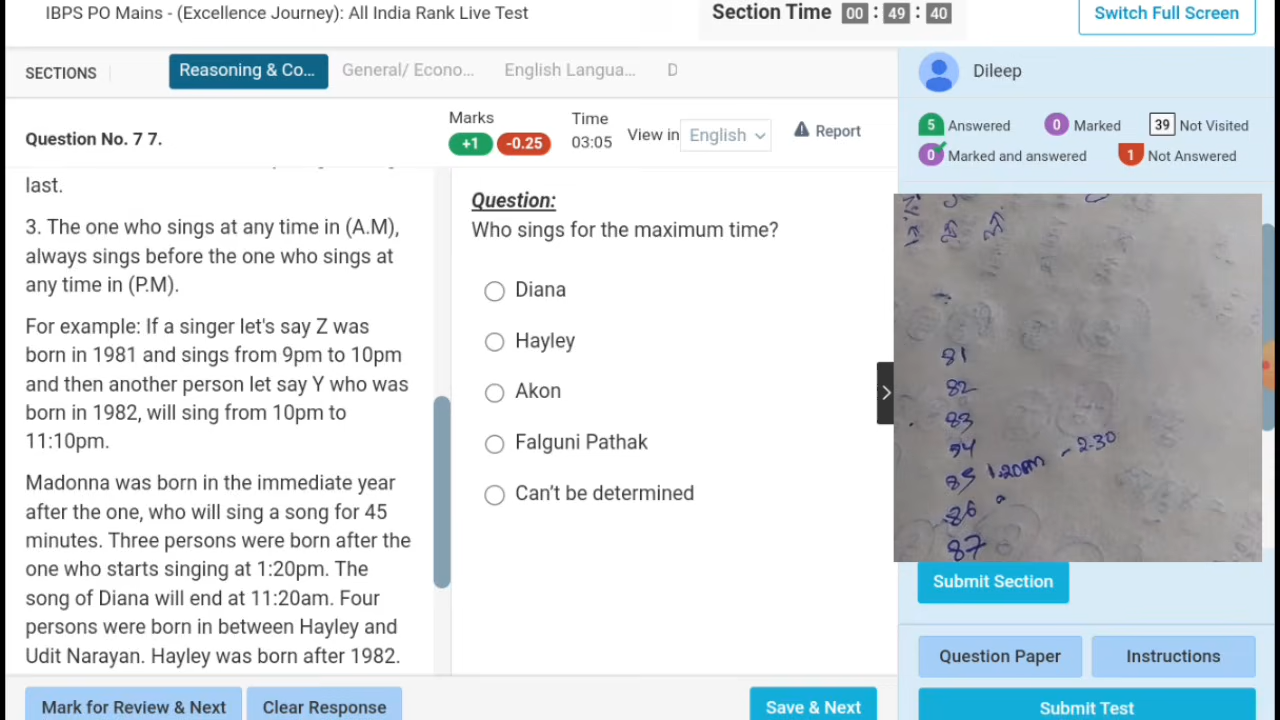 IBPS PO Mains - (Excellence Journey): All India Rank Live Test
Section Time 00 : 49 : 40
Switch Full Screen
SECTIONS
Reasoning & Co...
General/ Econo...
English Langua...
D
Dileep
5 Answered
0 Marked
39 Not Visited
0 Marked and answered
1 Not Answered
Question No. 7 7.
Marks
+1 -0.25
Time
03:05
View in English
Report
last.
3. The one who sings at any time in (A.M),
always sings before the one who sings at
any time in (P.M).
For example: If a singer let's say Z was
born in 1981 and sings from 9pm to 10pm
and then another person let say Y who was
born in 1982, will sing from 10pm to
11:10pm.
Madonna was born in the immediate year
after the one, who will sing a song for 45
minutes. Three persons were born after the
one who starts singing at 1:20pm. The
song of Diana will end at 11:20am. Four
persons were born in between Hayley and
Udit Narayan. Hayley was born after 1982.
Question:
Who sings for the maximum time?
Diana
Hayley
Akon
Falguni Pathak
Can't be determined
81
82
83
84
85 1.20pm - 2.30
86
87
Submit Section
Question Paper
Instructions
Mark for Review & Next
Clear Response
Save & Next
Submit Test